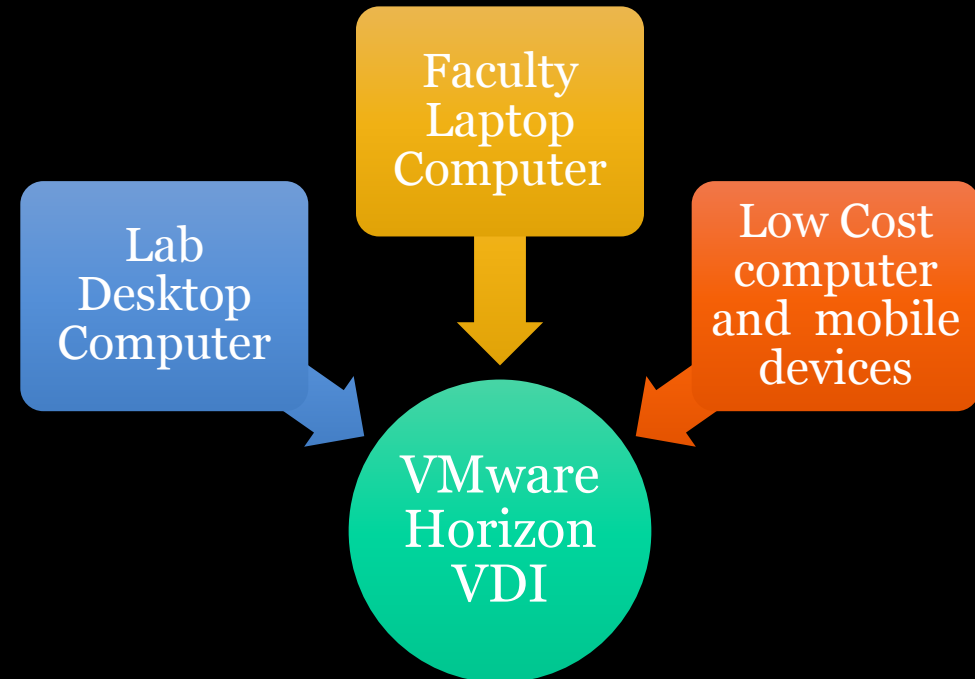 Faculty
Laptop
Computer
Lab
Desktop
Computer
Low Cost
computer
and  mobile
devices
VMware
Horizon
VDI